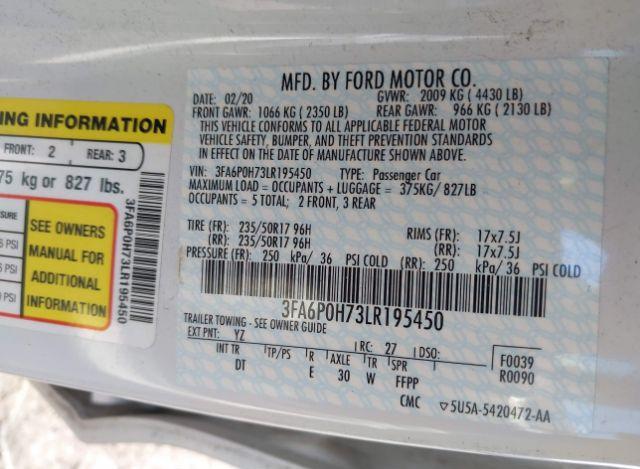 NG INFORMATION
FRONT: 2 REAR: 3
75 kg or 827 lbs.
SSURE
PSI
PSI
PSI
SEE OWNERS
MANUAL FOR
ADDITIONAL
INFORMATION
3FA6P0H73LR195450
MFD. BY FORD MOTOR CO.
DATE: 02/20 GVWR: 2009 KG ( 4430 LB)
FRONT GAWR: 1066 KG ( 2350 LB) REAR GAWR: 966 KG ( 2130 LB)
THIS VEHICLE CONFORMS TO ALL APPLICABLE FEDERAL MOTOR
VEHICLE SAFETY, BUMPER, AND THEFT PREVENTION STANDARDS
IN EFFECT ON THE DATE OF MANUFACTURE SHOWN ABOVE.
VIN: 3FA6P0H73LR195450 TYPE: Passenger Car
MAXIMUM LOAD = OCCUPANTS + LUGGAGE = 375KG/827LB
OCCUPANTS = 5 TOTAL; 2 FRONT, 3 REAR
TIRE (FR): 235/50R17 96H RIMS (FR): 17x7.5J
(RR): 235/50R17 96H (RR): 17x7.5J
PRESSURE (FR): 250 kPa/ 36 PSI COLD (RR): 250 kPa/ 36 PSI COLD
3FA6P0H73LR195450
TRAILER TOWING - SEE OWNER GUIDE
EXT PNT: YZ RC: 27 DSO: F0039
INT TR TP/PS R AXLE TR SPR R0090
DT E 30 W FFPP
CMC ▽5U5A-5420472-AA